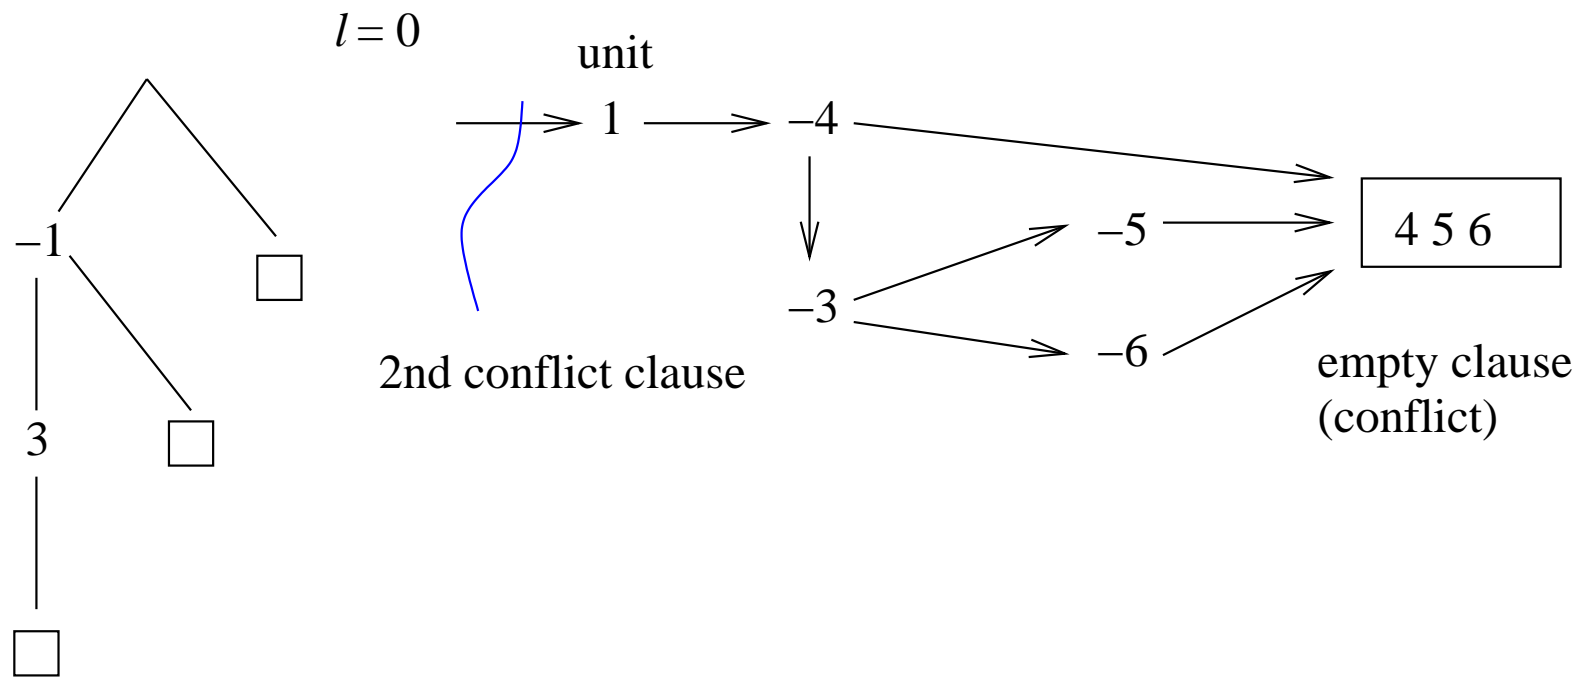 l = 0
unit
1
−4
−1
−5
4 5 6
−3
−6
2nd conflict clause
empty clause
(conflict)
3